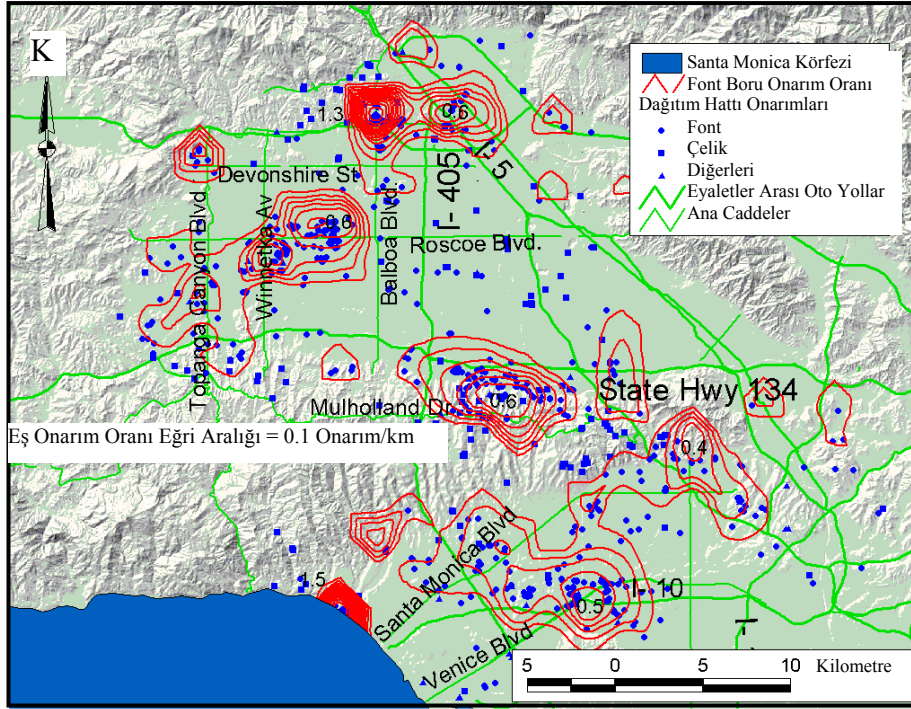 K
Santa Monica Körfezi
Font Boru Onarım Oranı
Dağıtım Hattı Onarımları
Font
Çelik
Diğerleri
Eyaletler Arası Oto Yollar
Ana Caddeler
1.3
0.6
I- 405
I- 5
Devonshire St
Topanga Canyon Blvd.
Winnetka Av
Balboa Blvd.
0.6
Roscoe Blvd.
Mulholland Dr.
0.6
State Hwy 134
Eş Onarım Oranı Eğri Aralığı = 0.1 Onarım/km
0.4
Santa Monica Blvd
1.5
I- 10
0.5
Venice Blvd
5 0 5 10 Kilometre